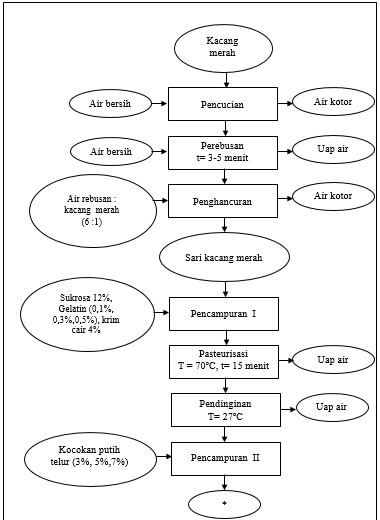 Kacang
merah
Air bersih
Pencucian
Air kotor
Air bersih
Perebusan
t= 3-5 menit
Uap air
Air rebusan :
kacang merah
(6 :1)
Penghancuran
Air kotor
Sari kacang merah
Sukrosa 12%,
Gelatin (0,1%,
0,3%,0,5%), krim
cair 4%
Pencampuran I
Pasteurisasi
T = 70°C, t= 15 menit
Uap air
Pendinginan
T= 27°C
Uap air
Kocokan putih
telur (3%, 5%,7%)
Pencampuran II
*